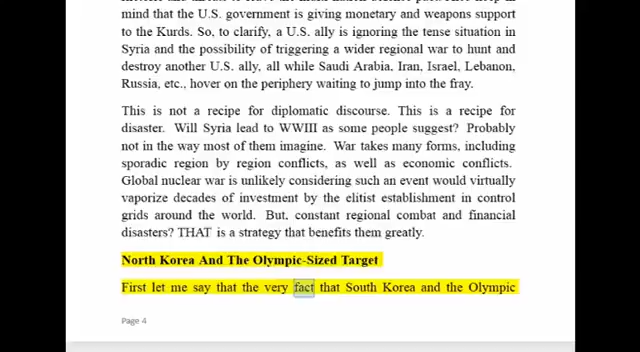 mind that the U.S. government is giving monetary and weapons support
to the Kurds. So, to clarify, a U.S. ally is ignoring the tense situation in
Syria and the possibility of triggering a wider regional war to hunt and
destroy another U.S. ally, all while Saudi Arabia, Iran, Israel, Lebanon,
Russia, etc., hover on the periphery waiting to jump into the fray.
This is not a recipe for diplomatic discourse. This is a recipe for
disaster. Will Syria lead to WWIII as some people suggest? Probably
not in the way most of them imagine. War takes many forms, including
sporadic region by region conflicts, as well as economic conflicts.
Global nuclear war is unlikely considering such an event would virtually
vaporize decades of investment by the elitist establishment in control
grids around the world. But, constant regional combat and financial
disasters? THAT is a strategy that benefits them greatly.
North Korea And The Olympic-Sized Target
First let me say that the very fact that South Korea and the Olympic
Page 4